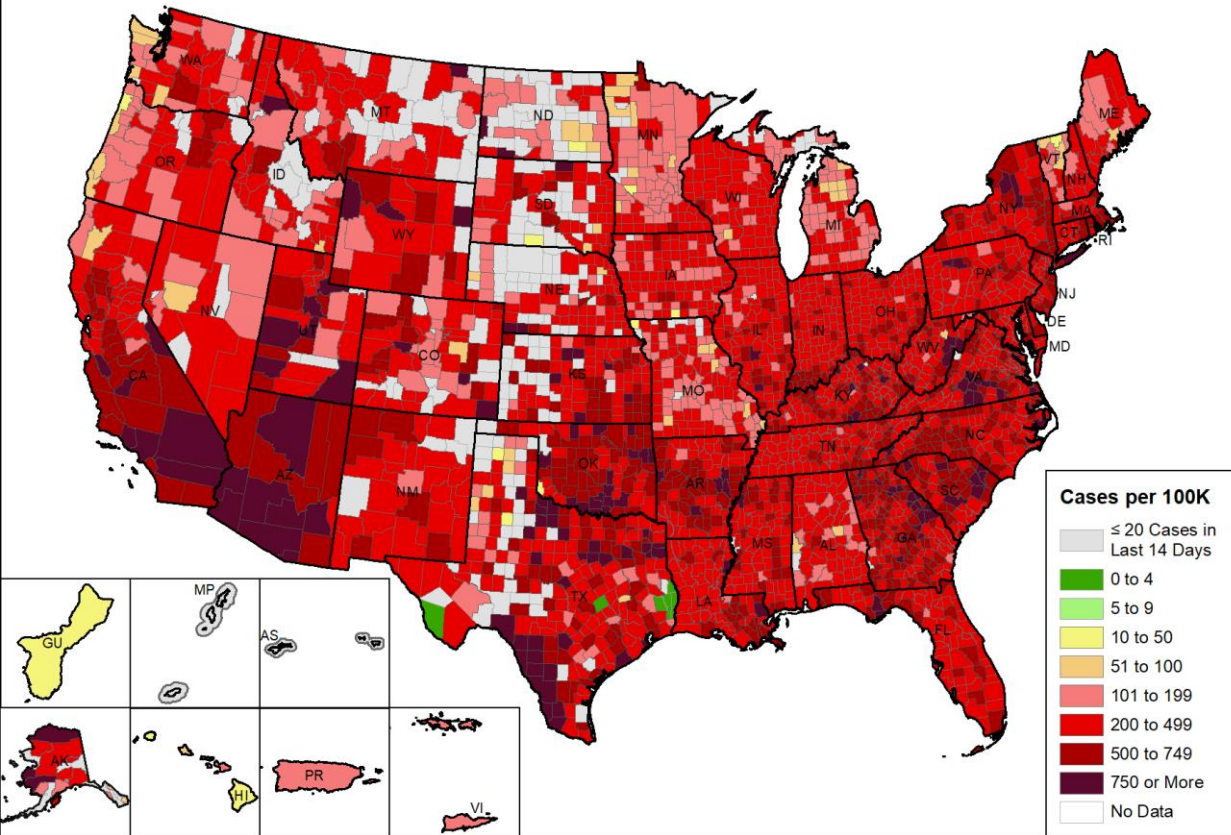 WA
MT
ND
MN
ME
OR
ID
SD
WI
MI
VT
NH
NY
MA
CT
RI
WY
IA
NE
PA
NJ
NV
UT
CO
IL
IN
OH
DE
MD
WV
VA
CA
KS
MO
KY
AZ
NM
OK
AR
TN
NC
SC
MS
AL
GA
TX
LA
FL
GU
MP
AS
AK
HI
PR
VI
Cases per 100K
≤ 20 Cases in
Last 14 Days
0 to 4
5 to 9
10 to 50
51 to 100
101 to 199
200 to 499
500 to 749
750 or More
No Data